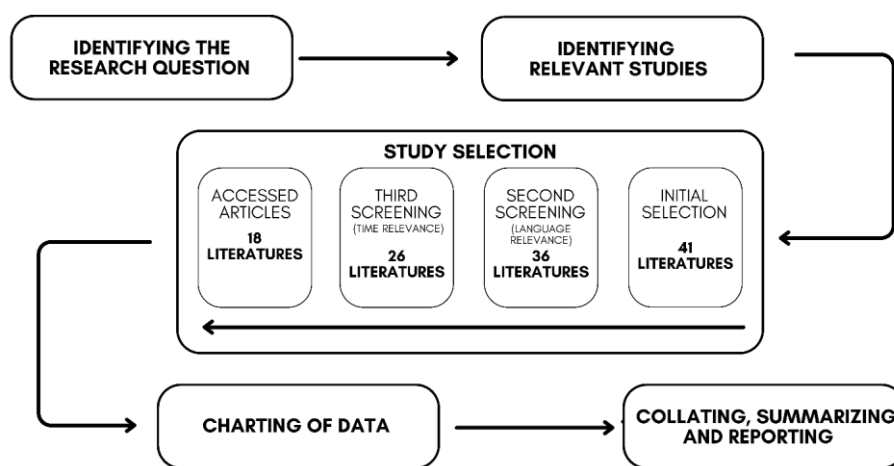 IDENTIFYING THE
RESEARCH QUESTION
IDENTIFYING
RELEVANT STUDIES
STUDY SELECTION
ACCESSED
ARTICLES
18
LITERATURES
THIRD
SCREENING
(TIME RELEVANCE)
26
LITERATURES
SECOND
SCREENING
(LANGUAGE
RELEVANCE)
36
LITERATURES
INITIAL
SELECTION
41
LITERATURES
CHARTING OF DATA
COLLATING, SUMMARIZING
AND REPORTING